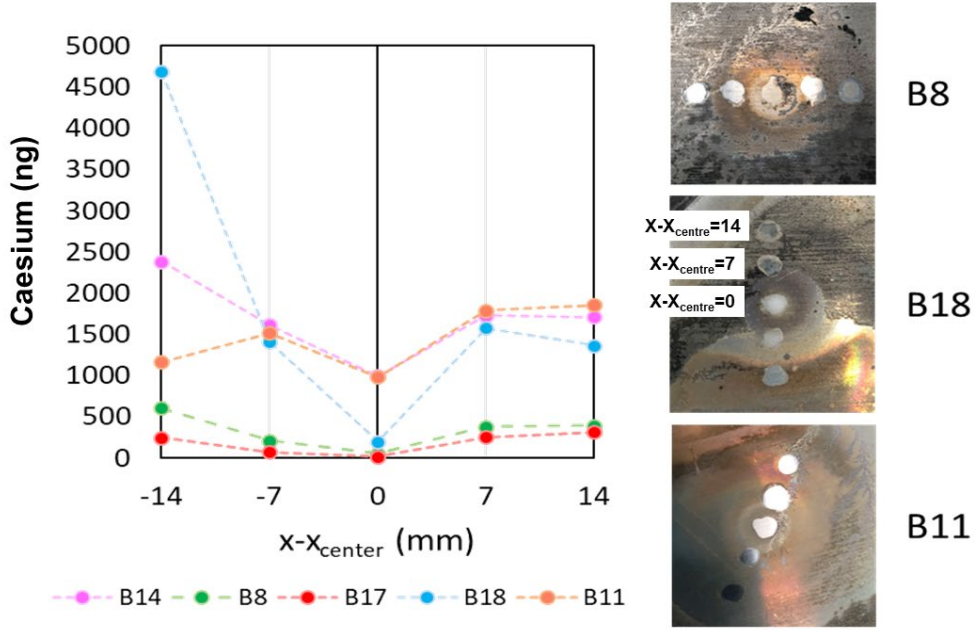 5000
4500
4000
3500
3000
2500
2000
1500
1000
500
0
Caesium (ng)
-14 -7 0 7 14
x-xcenter (mm)
B14 B8 B17 B18 B11
B8
X-Xcentre=14
X-Xcentre=7
X-Xcentre=0
B18
B11